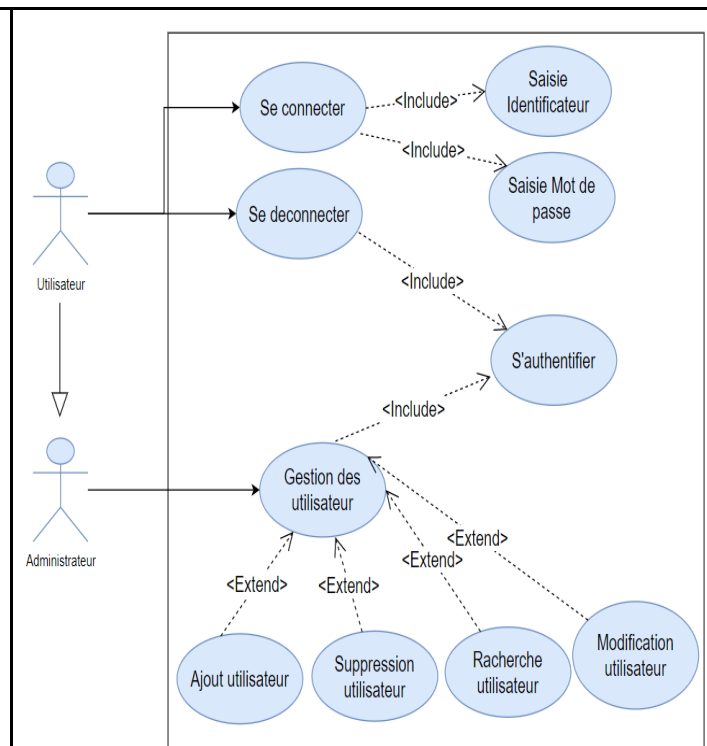 Saisie
Identificateur
<Include>
Se connecter
<Include>
Saisie Mot de
passe
Se deconnecter
Utilisateur
<Include>
S'authentifier
<Include>
Gestion des
utilisateur
Administrateur
<Extend>
<Extend>
<Extend>
<Extend>
Ajout utilisateur
Suppression
utilisateur
Racherche
utilisateur
Modification
utilisateur